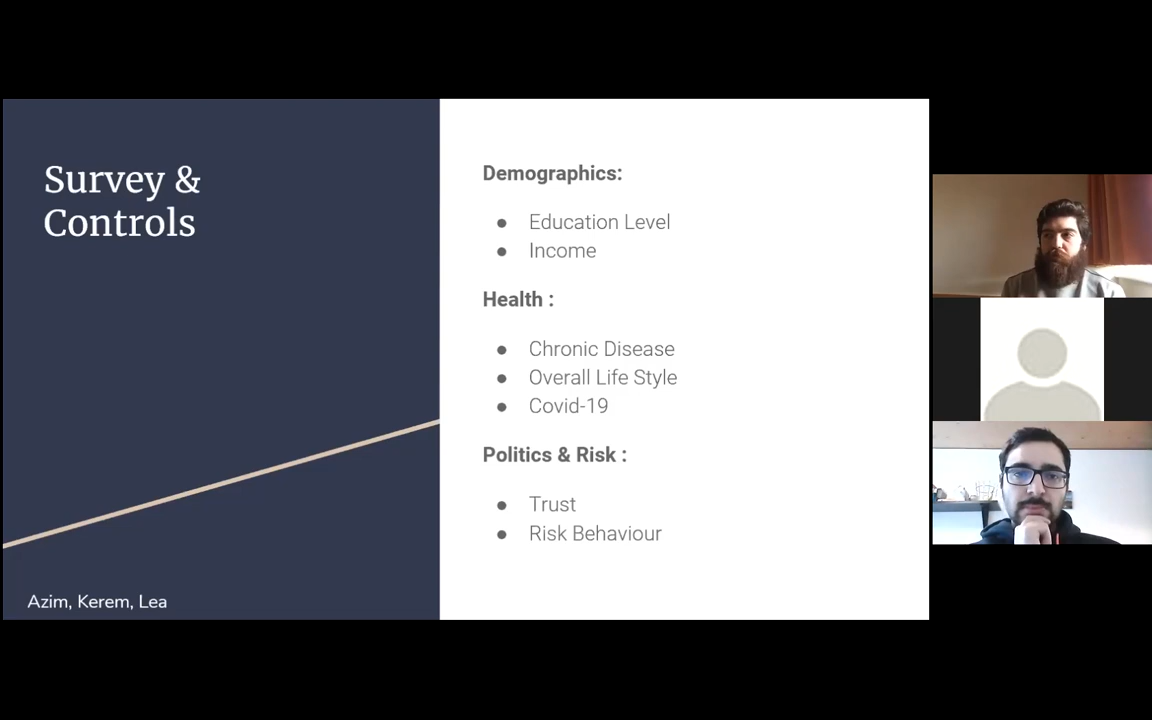 Survey &
Controls
Demographics:
● Education Level
● Income
Health :
● Chronic Disease
● Overall Life Style
● Covid-19
Politics & Risk :
● Trust
● Risk Behaviour
Azim, Kerem, Lea